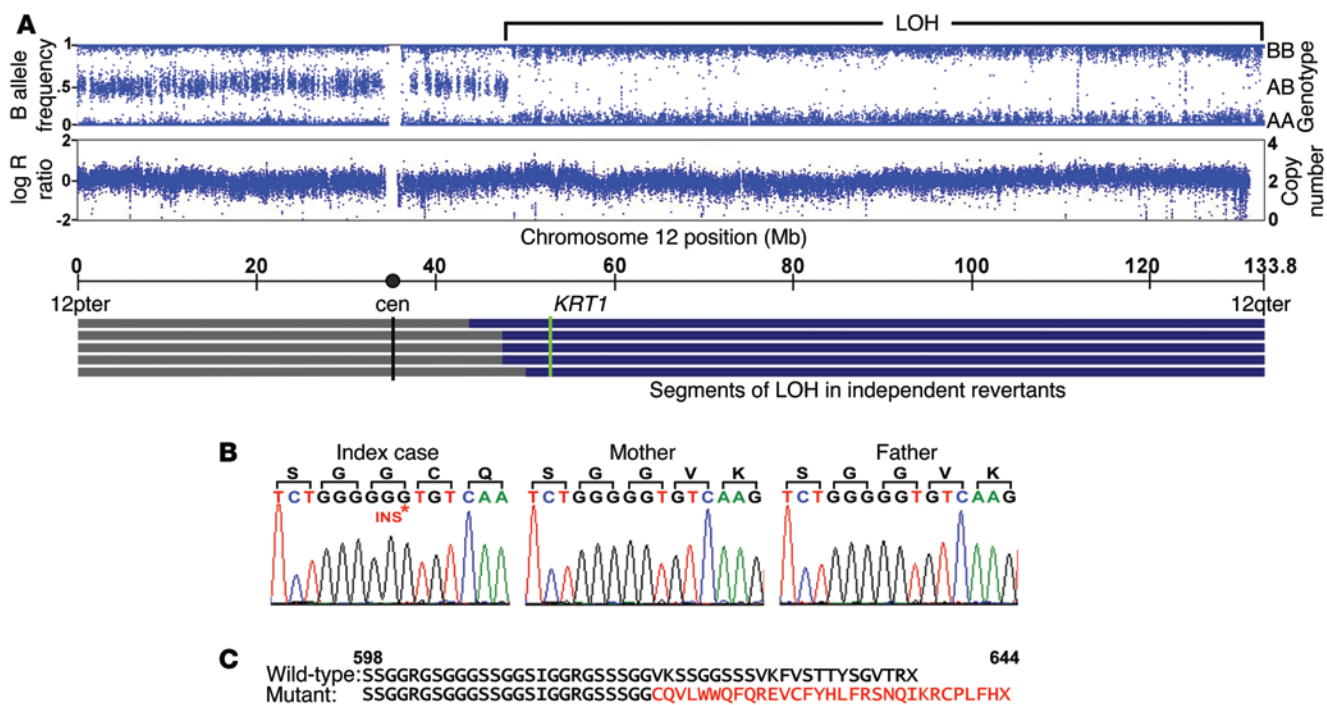 A
LOH
B allele frequency
1
.5
0
BB
AB
AA
Genotype
log R ratio
2
0
-2
4
2
0
Copy number
Chromosome 12 position (Mb)
0 20 40 60 80 100 120 133.8
12pter cen KRT1 12qter
Segments of LOH in independent revertants
B
Index case Mother Father
S G G C Q S G G V K S G G V K
TCTGGGGGGTGTCAA TCTGGGGGTGTCAAG TCTGGGGGTGTCAAG
INS*
C
598 644
Wild-type:SSGGRGSGGGSSGGSIGGRGSSSGGVKSSGGSSSVKFVSTTYSGVTRX
Mutant: SSGGRGSGGGSSGGSIGGRGSSSGGCQVLWWQFQREVCFYHLFRSNQIKRCPLFHX